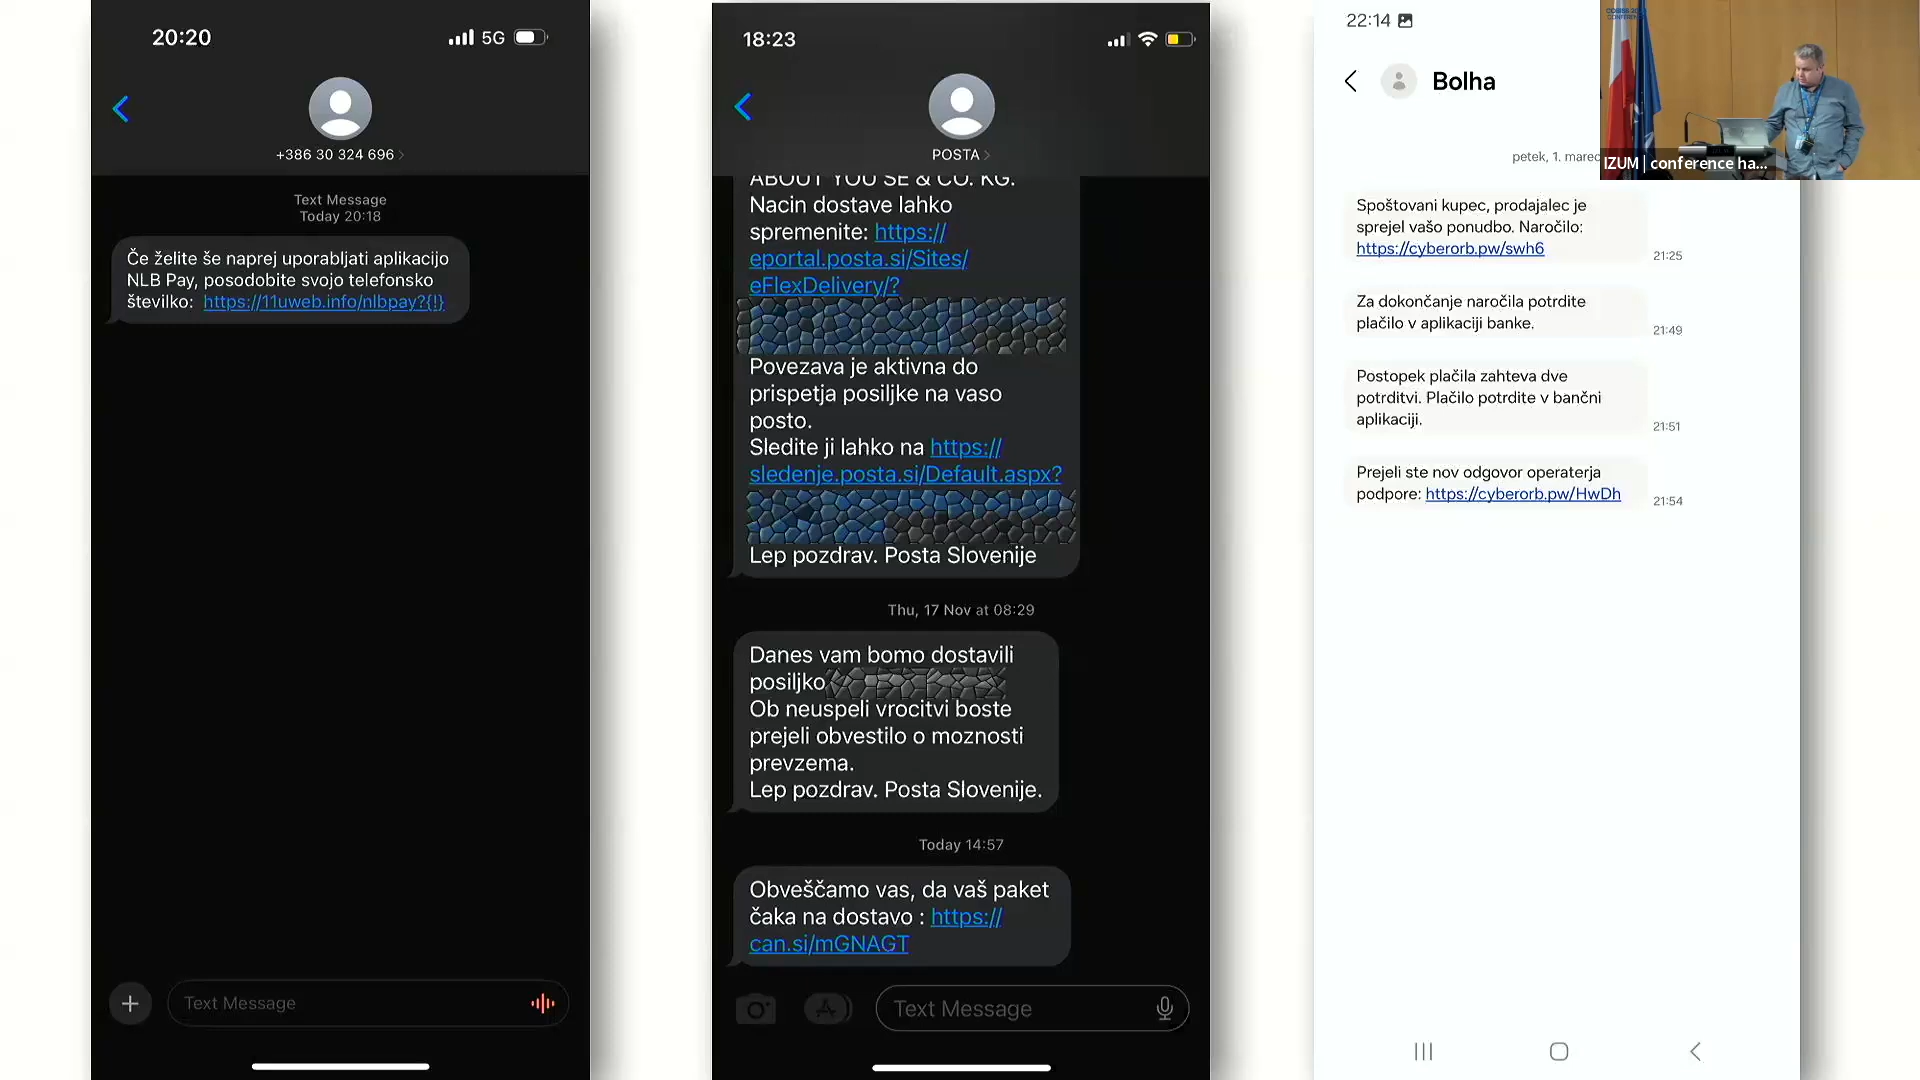 20:20
5G
+386 30 324 696
Text Message
Today 20:18
Če želite še naprej uporabljati aplikacijo
NLB Pay, posodobite svojo telefonsko
številko: https://11uweb.info/nlbpay?{!}
Text Message
18:23
POSTA
ABOUT YOU SE & CO. KG.
Nacin dostave lahko
spremenite: https://
eportal.posta.si/Sites/
eFlexDelivery/?
Povezava je aktivna do
prispetja posiljke na vaso
posto.
Sledite ji lahko na https://
sledenje.posta.si/Default.aspx?
Lep pozdrav. Posta Slovenije
Thu, 17 Nov at 08:29
Danes vam bomo dostavili
posiljko
Ob neuspeli vrocitvi boste
prejeli obvestilo o moznosti
prevzema.
Lep pozdrav. Posta Slovenije.
Today 14:57
Obveščamo vas, da vaš paket
čaka na dostavo : https://
can.si/mGNAGT
Text Message
22:14
Bolha
petek, 1. marec
Spoštovani kupec, prodajalec je
sprejel vašo ponudbo. Naročilo:
https://cyberorb.pw/swh6
21:25
Za dokončanje naročila potrdite
plačilo v aplikaciji banke.
21:49
Postopek plačila zahteva dve
potrditvi. Plačilo potrdite v bančni
aplikaciji.
21:51
Prejeli ste nov odgovor operaterja
podpore: https://cyberorb.pw/HwDh
21:54
IZUM | conference ha...